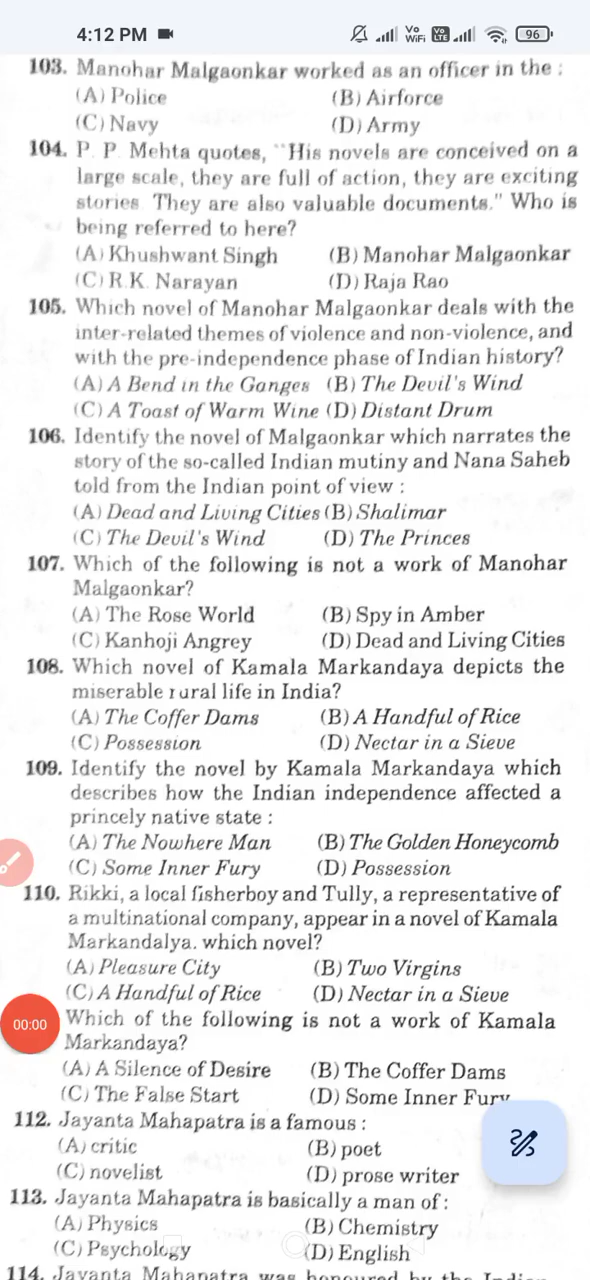 4:12 PM
Vo WiFi Vo LTE 96
103. Manohar Malgaonkar worked as an officer in the :
(A) Police (B) Airforce
(C) Navy (D) Army
104. P. P. Mehta quotes, "His novels are conceived on a
large scale, they are full of action, they are exciting
stories. They are also valuable documents." Who is
being referred to here?
(A) Khushwant Singh (B) Manohar Malgaonkar
(C) R.K. Narayan (D) Raja Rao
105. Which novel of Manohar Malgaonkar deals with the
inter-related themes of violence and non-violence, and
with the pre-independence phase of Indian history?
(A) A Bend in the Ganges (B) The Devil's Wind
(C) A Toast of Warm Wine (D) Distant Drum
106. Identify the novel of Malgaonkar which narrates the
story of the so-called Indian mutiny and Nana Saheb
told from the Indian point of view :
(A) Dead and Living Cities (B) Shalimar
(C) The Devil's Wind (D) The Princes
107. Which of the following is not a work of Manohar
Malgaonkar?
(A) The Rose World (B) Spy in Amber
(C) Kanhoji Angrey (D) Dead and Living Cities
108. Which novel of Kamala Markandaya depicts the
miserable rural life in India?
(A) The Coffer Dams (B) A Handful of Rice
(C) Possession (D) Nectar in a Sieve
109. Identify the novel by Kamala Markandaya which
describes how the Indian independence affected a
princely native state :
(A) The Nowhere Man (B) The Golden Honeycomb
(C) Some Inner Fury (D) Possession
110. Rikki, a local fisherboy and Tully, a representative of
a multinational company, appear in a novel of Kamala
Markandalya. which novel?
(A) Pleasure City (B) Two Virgins
(C) A Handful of Rice (D) Nectar in a Sieve
00:00 Which of the following is not a work of Kamala
Markandaya?
(A) A Silence of Desire (B) The Coffer Dams
(C) The False Start (D) Some Inner Fury
112. Jayanta Mahapatra is a famous :
(A) critic (B) poet
(C) novelist (D) prose writer
113. Jayanta Mahapatra is basically a man of :
(A) Physics (B) Chemistry
(C) Psychology (D) English
114. Jayanta Mahapatra was honoured by the Indian